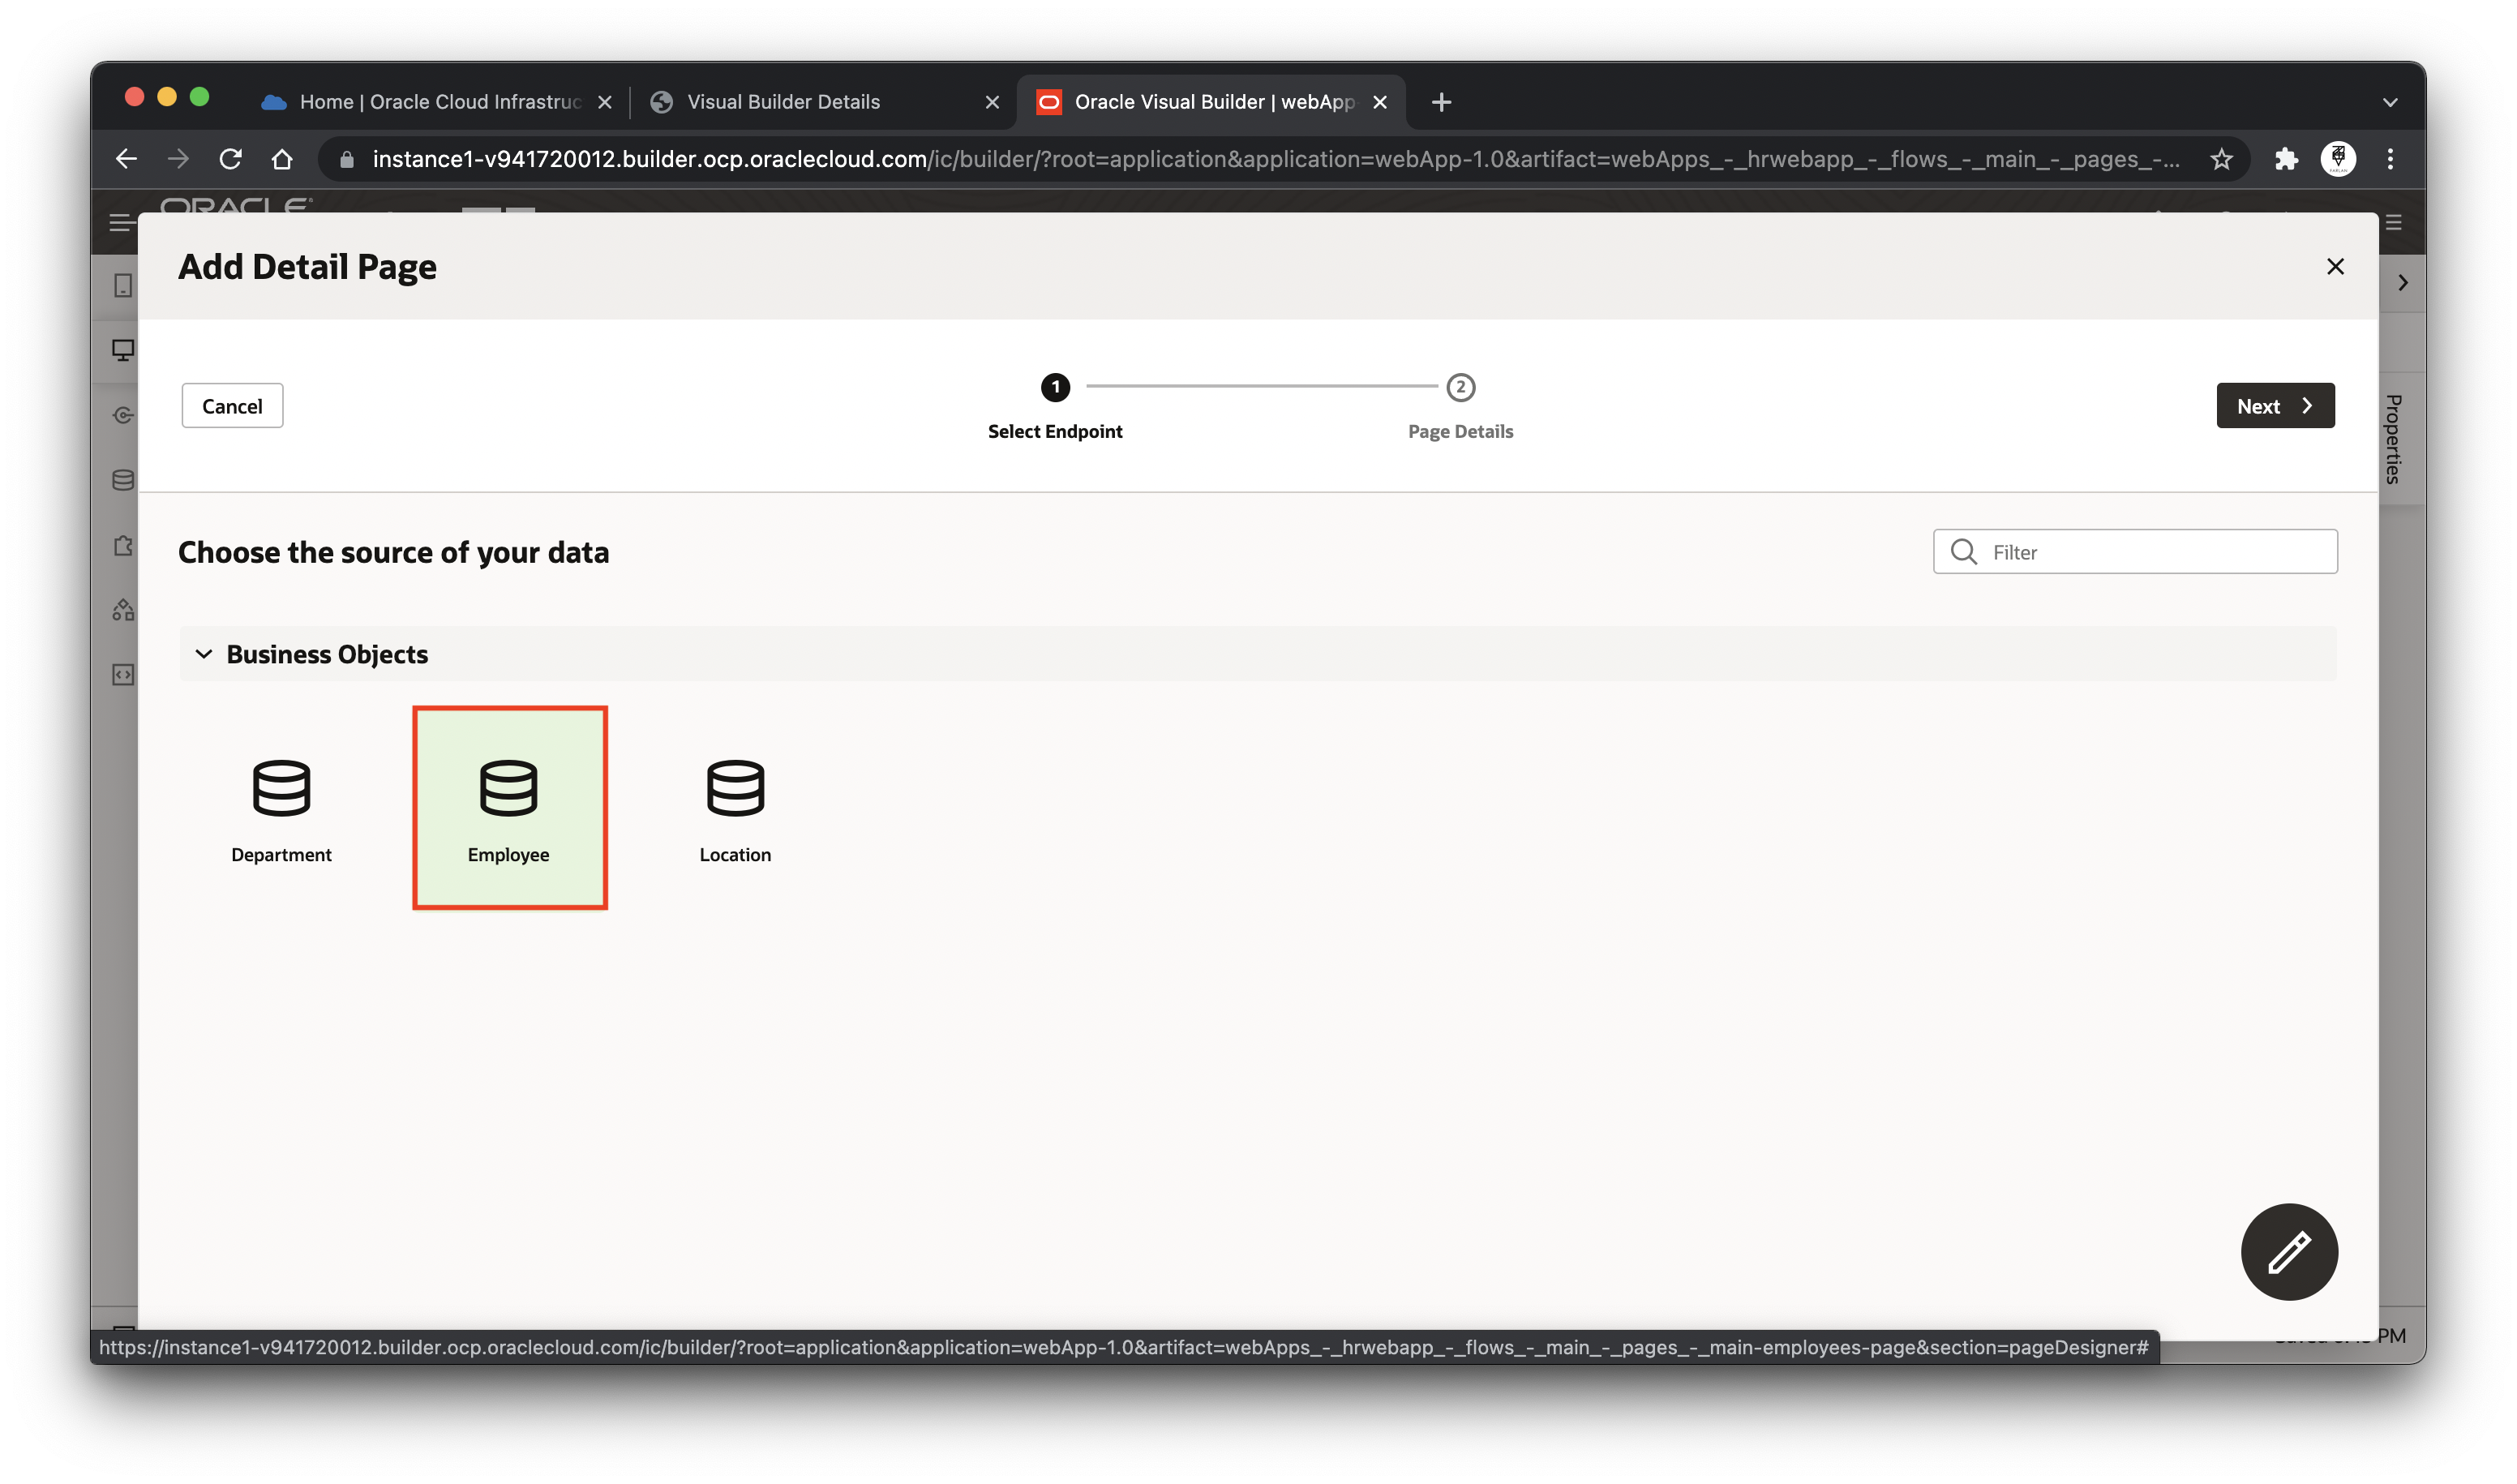 Home | Oracle Cloud Infrastruc
Visual Builder Details
Oracle Visual Builder | webApp-
instance1-v941720012.builder.ocp.oraclecloud.com/ic/builder/?root=application&application=webApp-1.0&artifact=webApps_-_hrwebapp_-_flows_-_main_-_pages_-...
ORACLE
Add Detail Page
Cancel
1
2
Select Endpoint
Page Details
Next
Properties
Choose the source of your data
Filter
Business Objects
Department
Employee
Location
PM
https://instance1-v941720012.builder.ocp.oraclecloud.com/ic/builder/?root=application&application=webApp-1.0&artifact=webApps_-_hrwebapp_-_flows_-_main_-_pages_-_main-employees-page&section=pageDesigner#